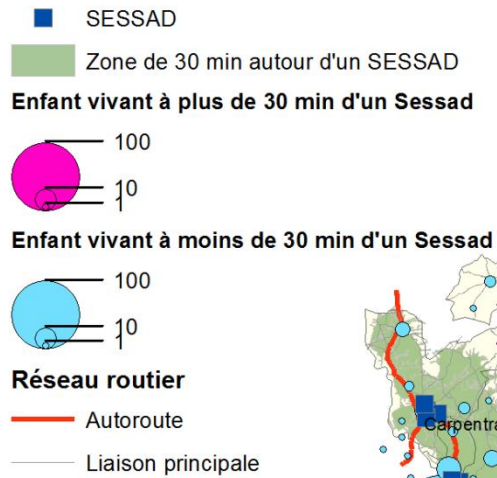 SESSAD
Zone de 30 min autour d'un SESSAD
Enfant vivant à plus de 30 min d'un Sessad
100
10
1
Enfant vivant à moins de 30 min d'un Sessad
100
10
1
Réseau routier
Autoroute
Carpentra
Liaison principale